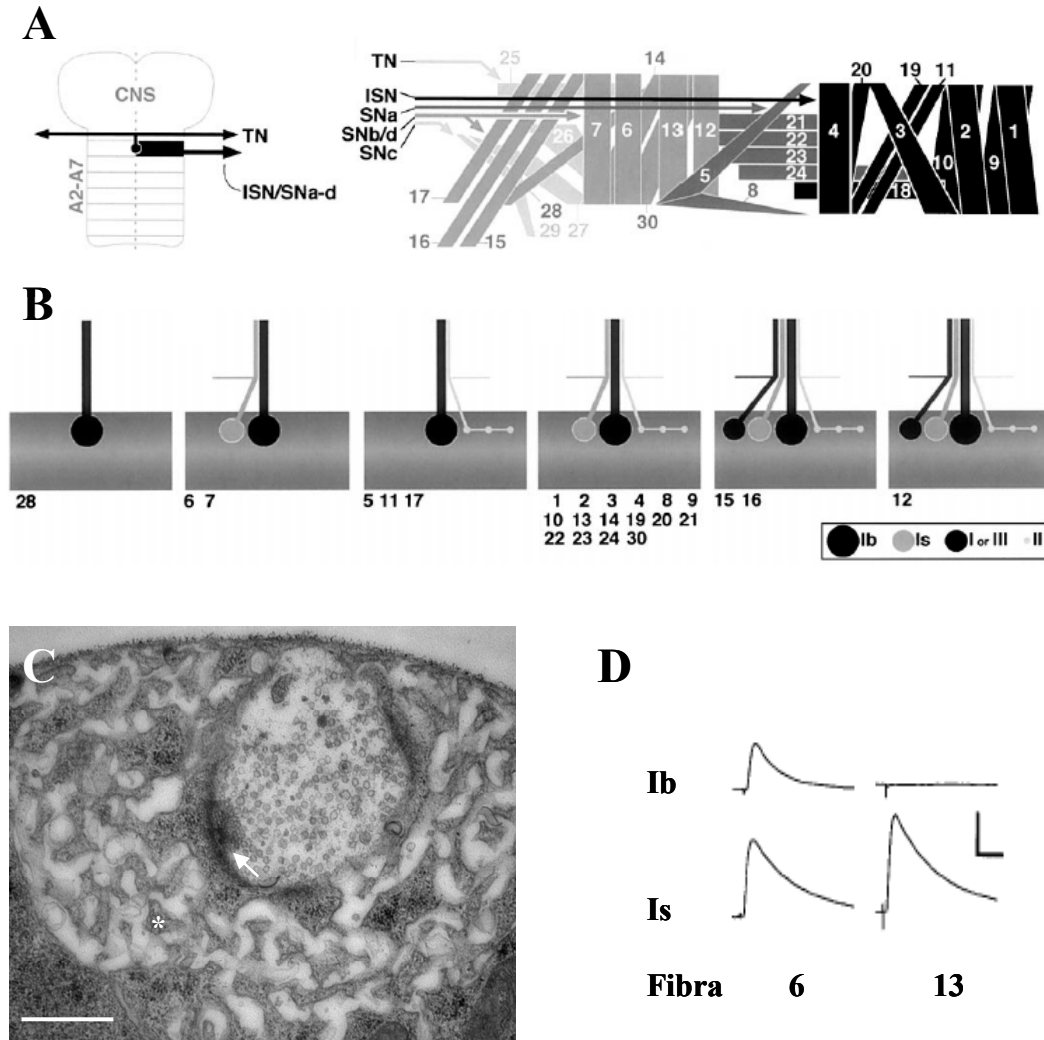 A
CNS
TN
A2-A7
ISN/SNa-d
TN
ISN
SNa
SNb/d
SNc
25
14
20
19
11
26
7
6
13
12
21
22
23
24
4
3
2
1
10
9
18
5
8
17
28
30
16
15
29
27
B
28
6 7
5 11 17
1 2 3 4 8 9
10 13 14 19 20 21
22 23 24 30
15 16
12
Ib Is I or III II
C
*
D
Ib
Is
Fibra 6 13